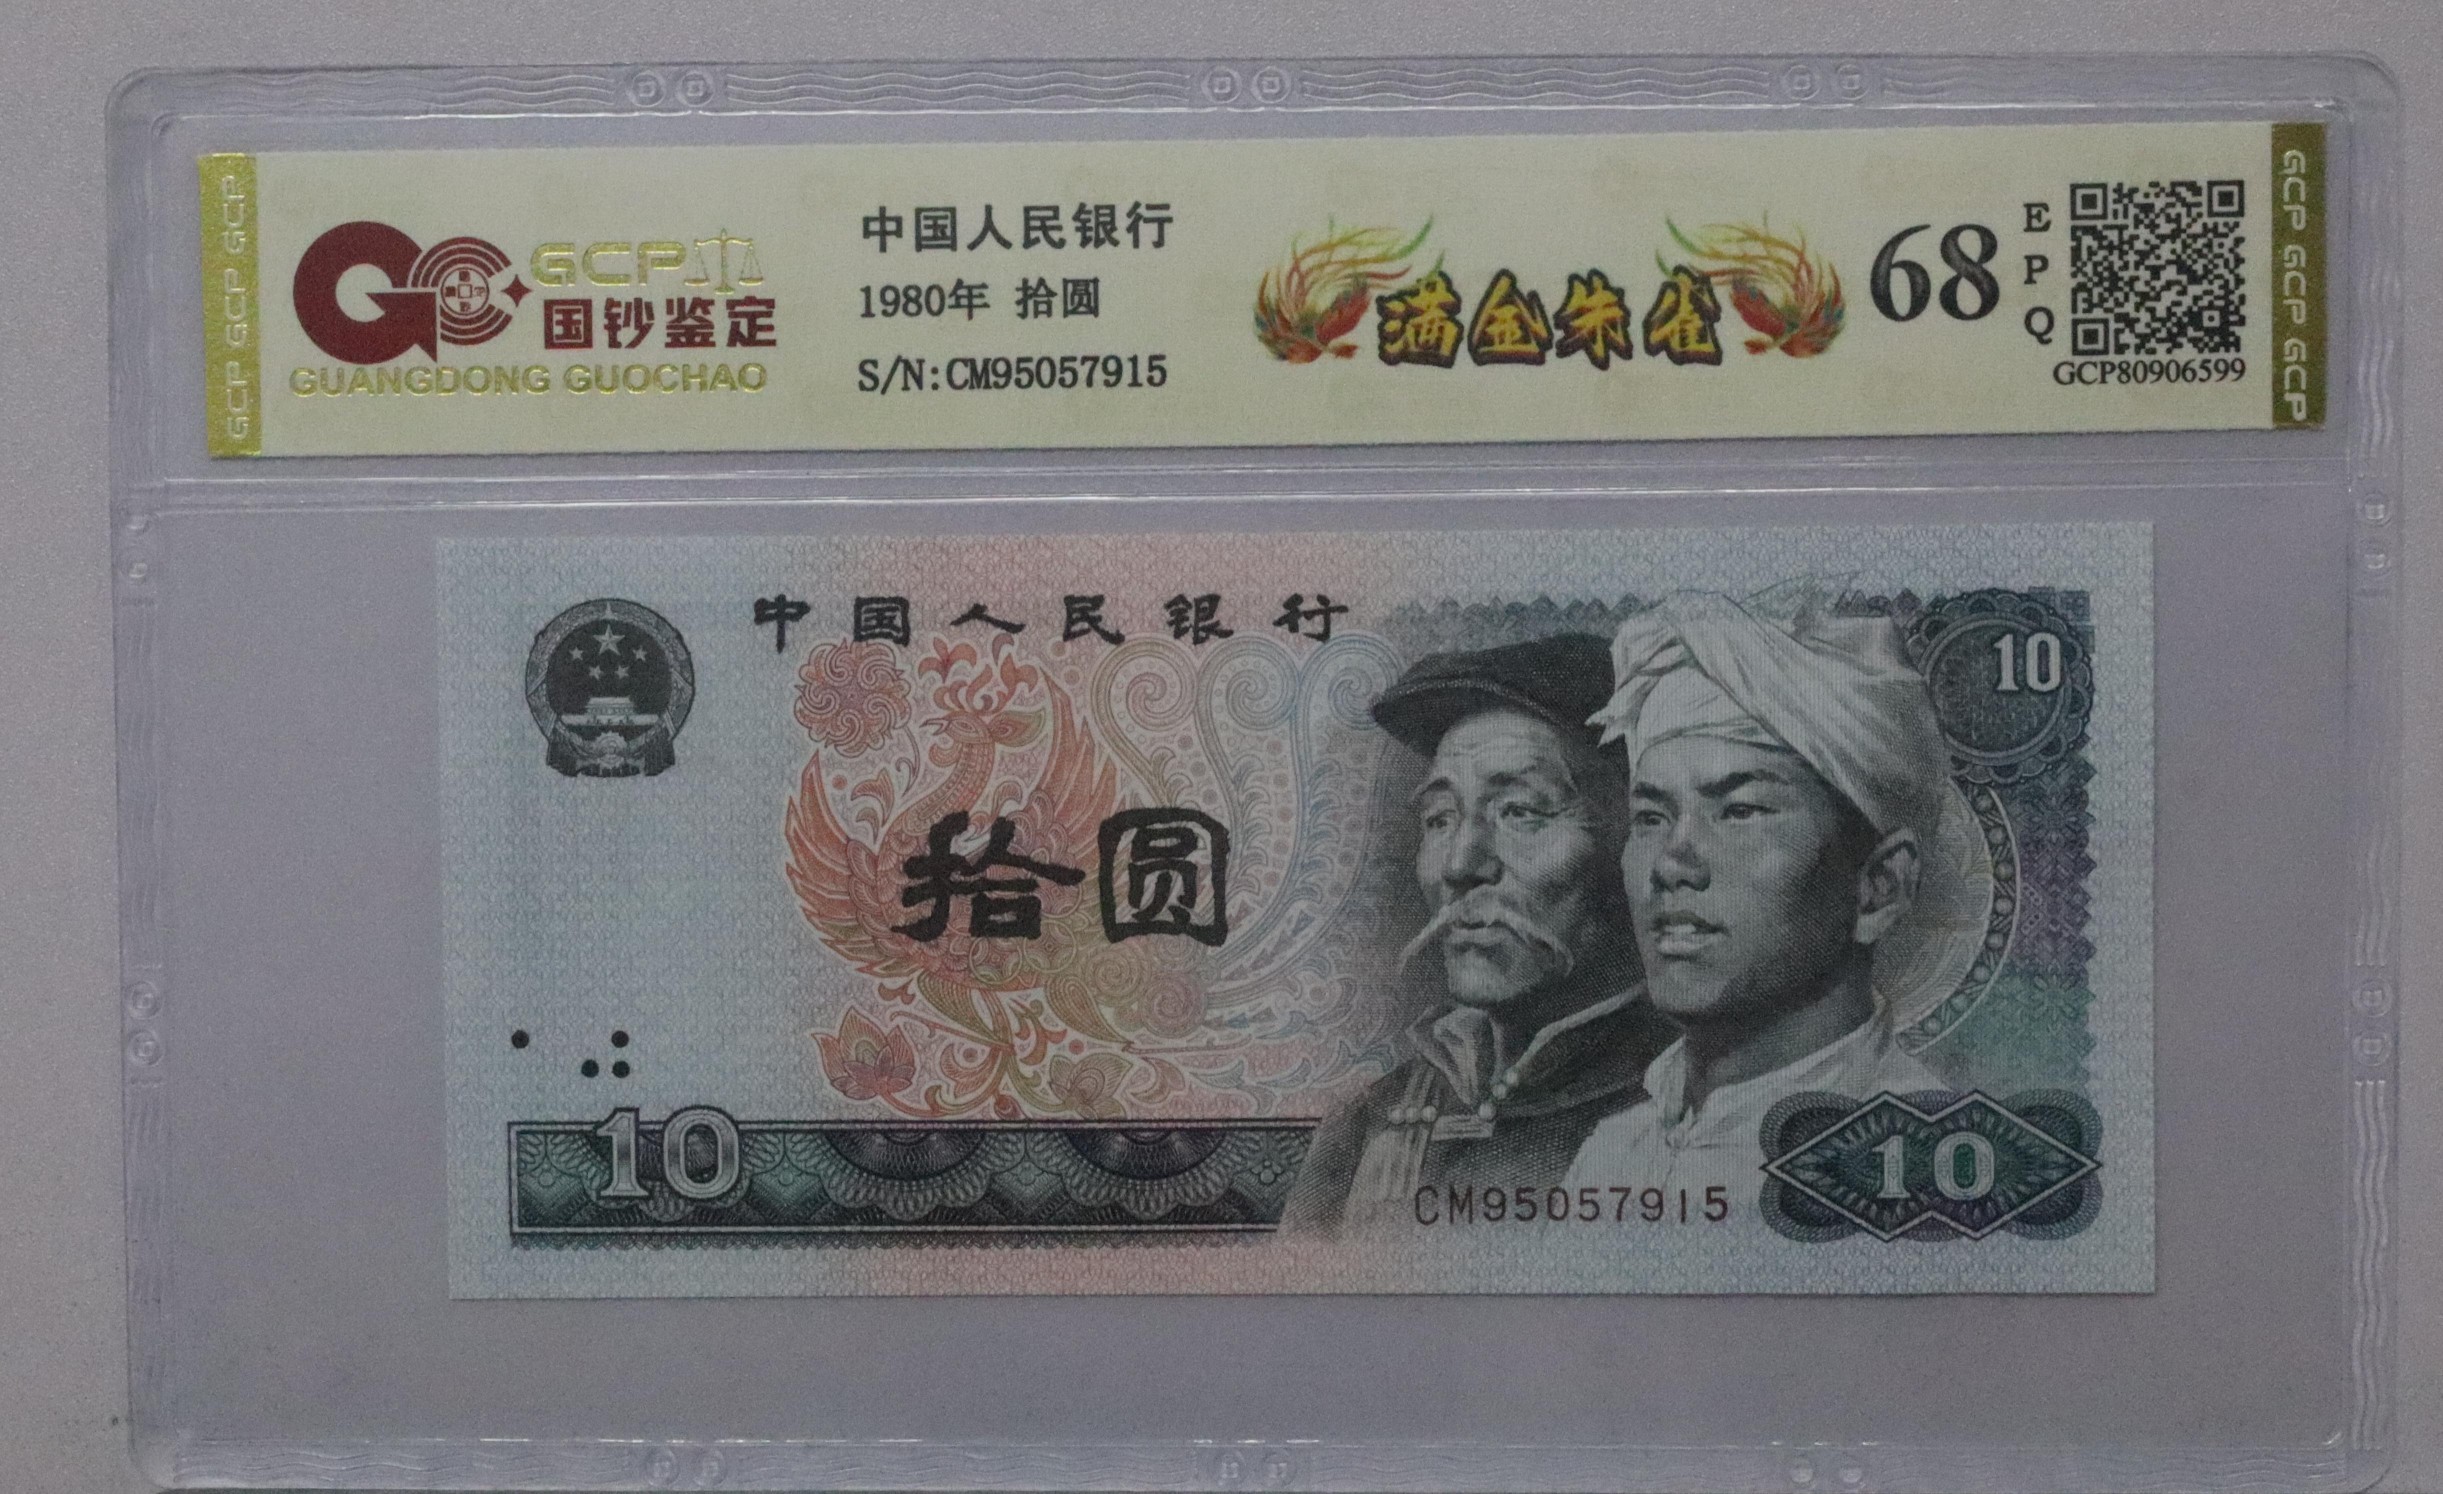 GCP GCP GCP
GCP
国钞鉴定
GUANGDONG GUOCHAO
中国人民银行
1980年 拾圆
S/N:CM95057915
满金朱雀
68
EPQ
GCP80906599
GCP GCP GCP
中国人民银行
10
拾圆
10
10
CM95057915